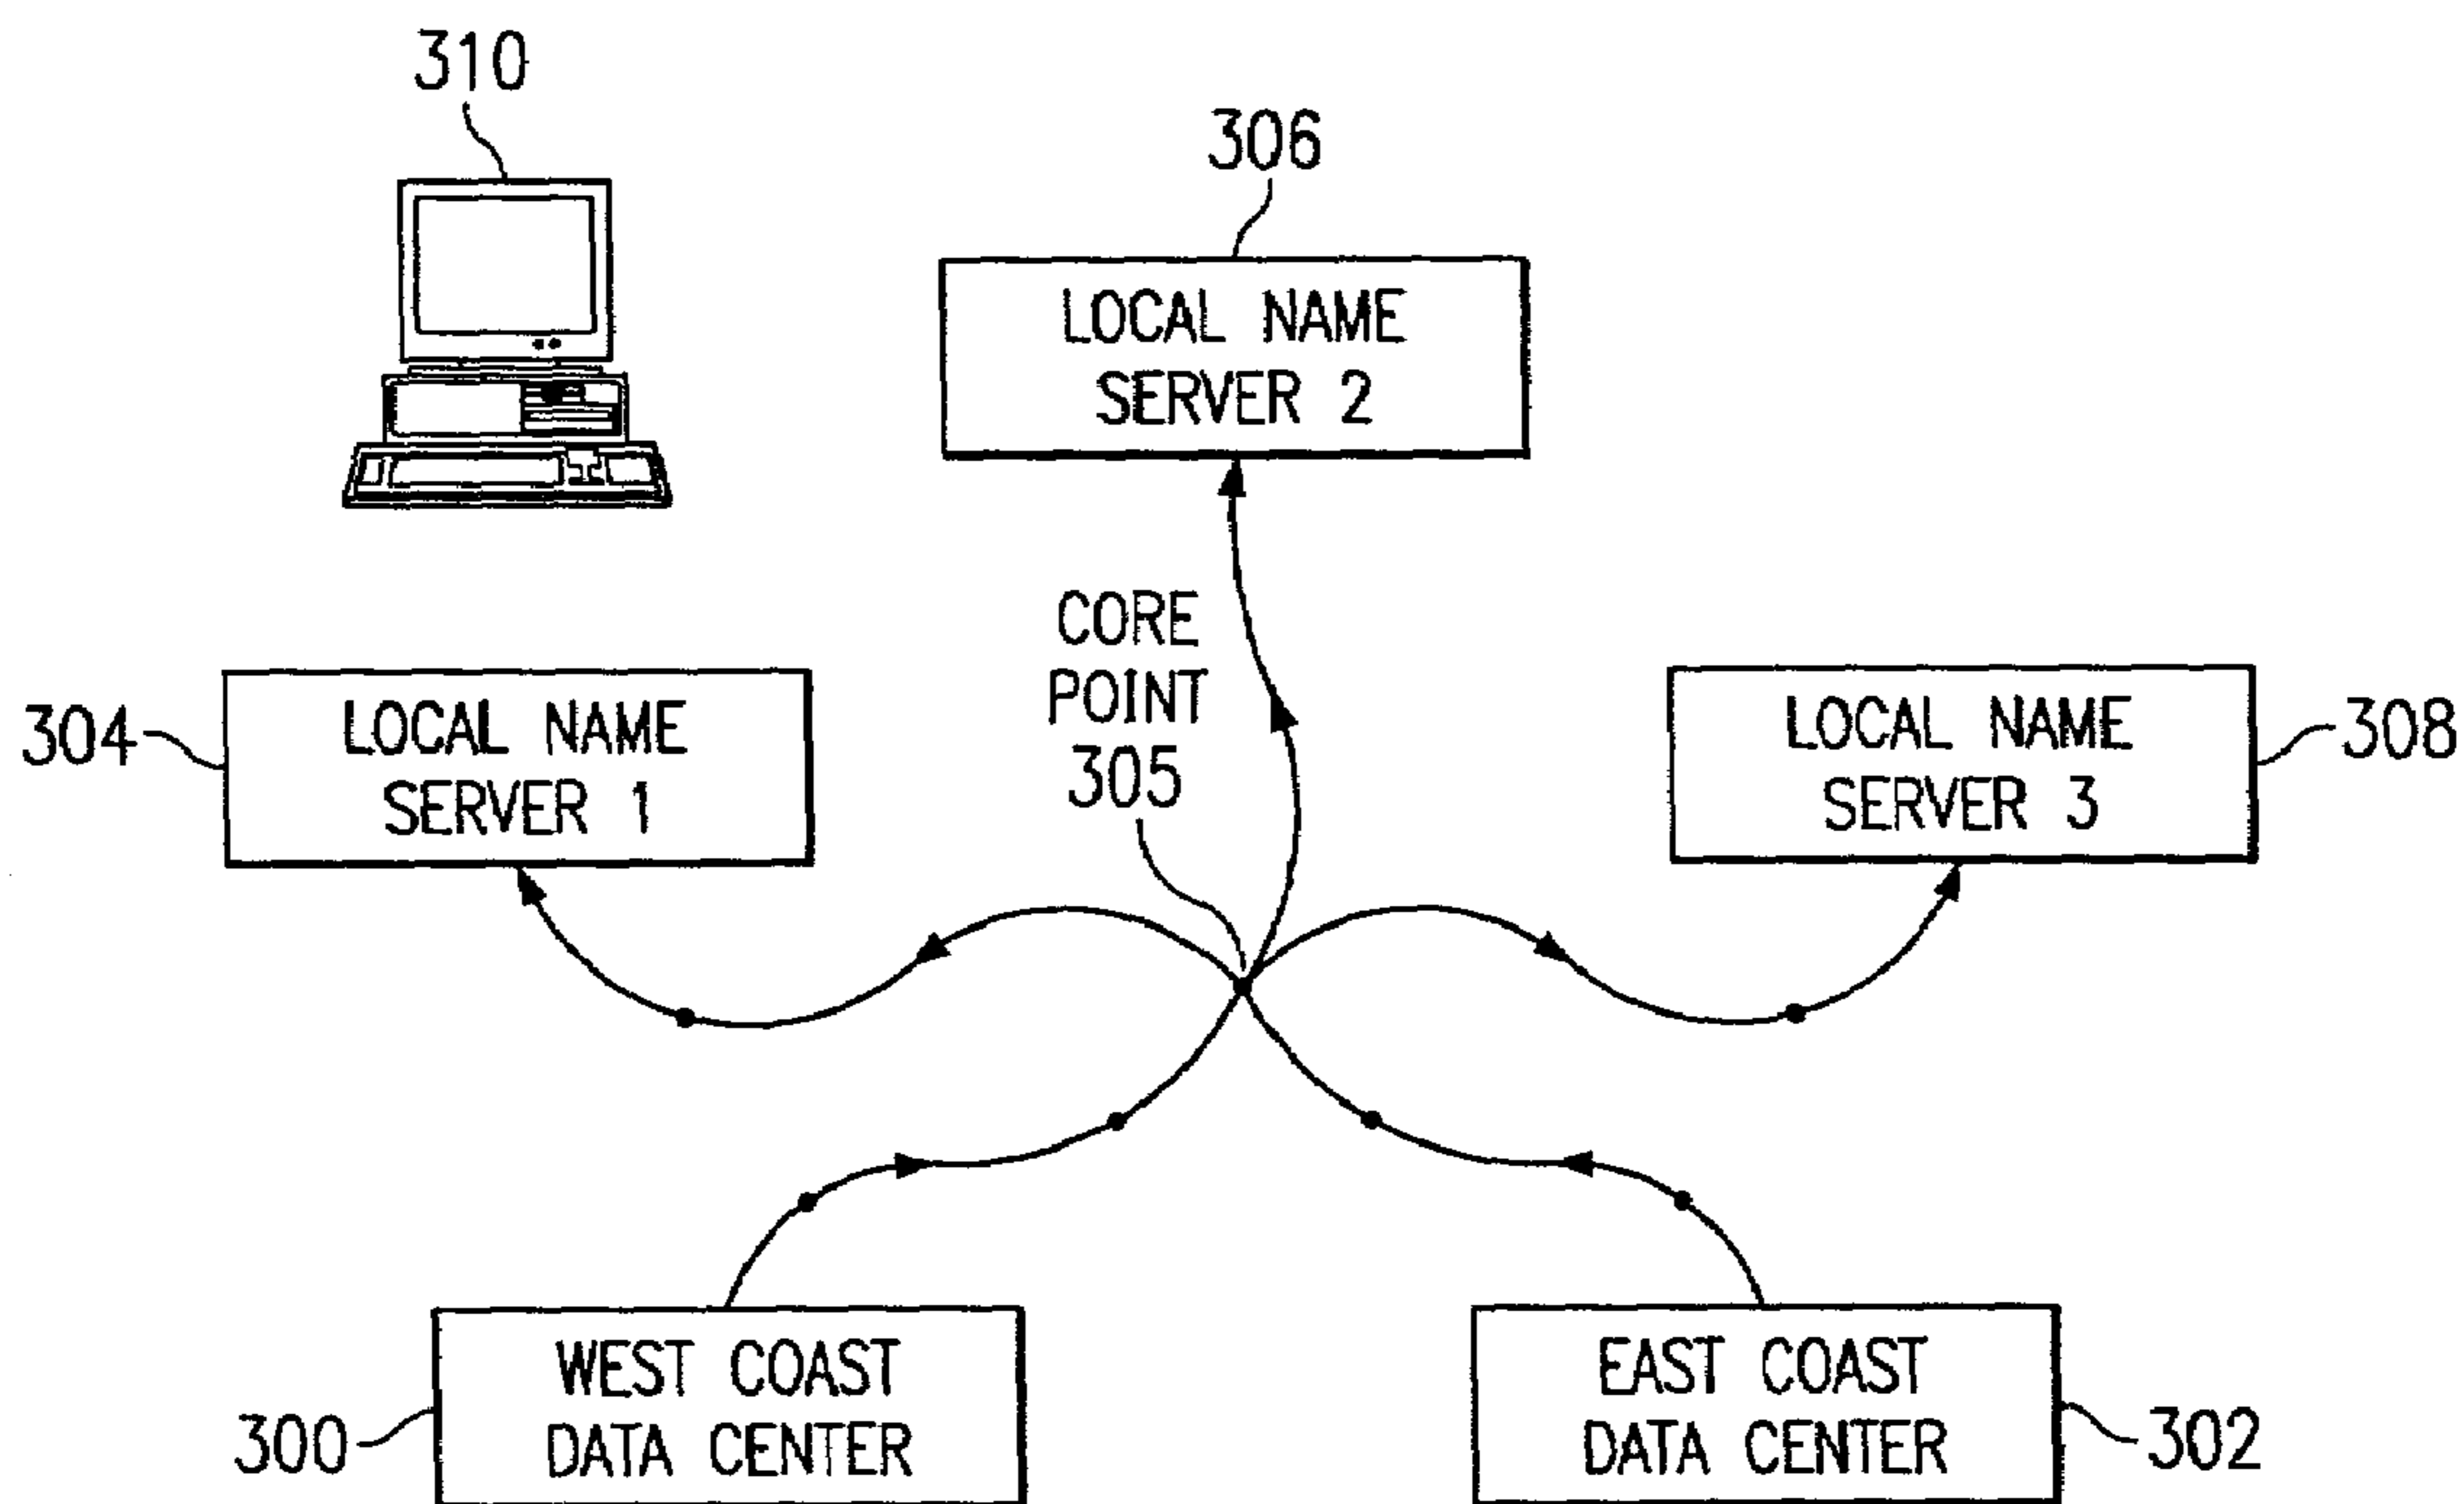 310
306
LOCAL NAME
SERVER 2
CORE
POINT
305
304
LOCAL NAME
SERVER 1
LOCAL NAME
SERVER 3
308
300
WEST COAST
DATA CENTER
EAST COAST
DATA CENTER
302